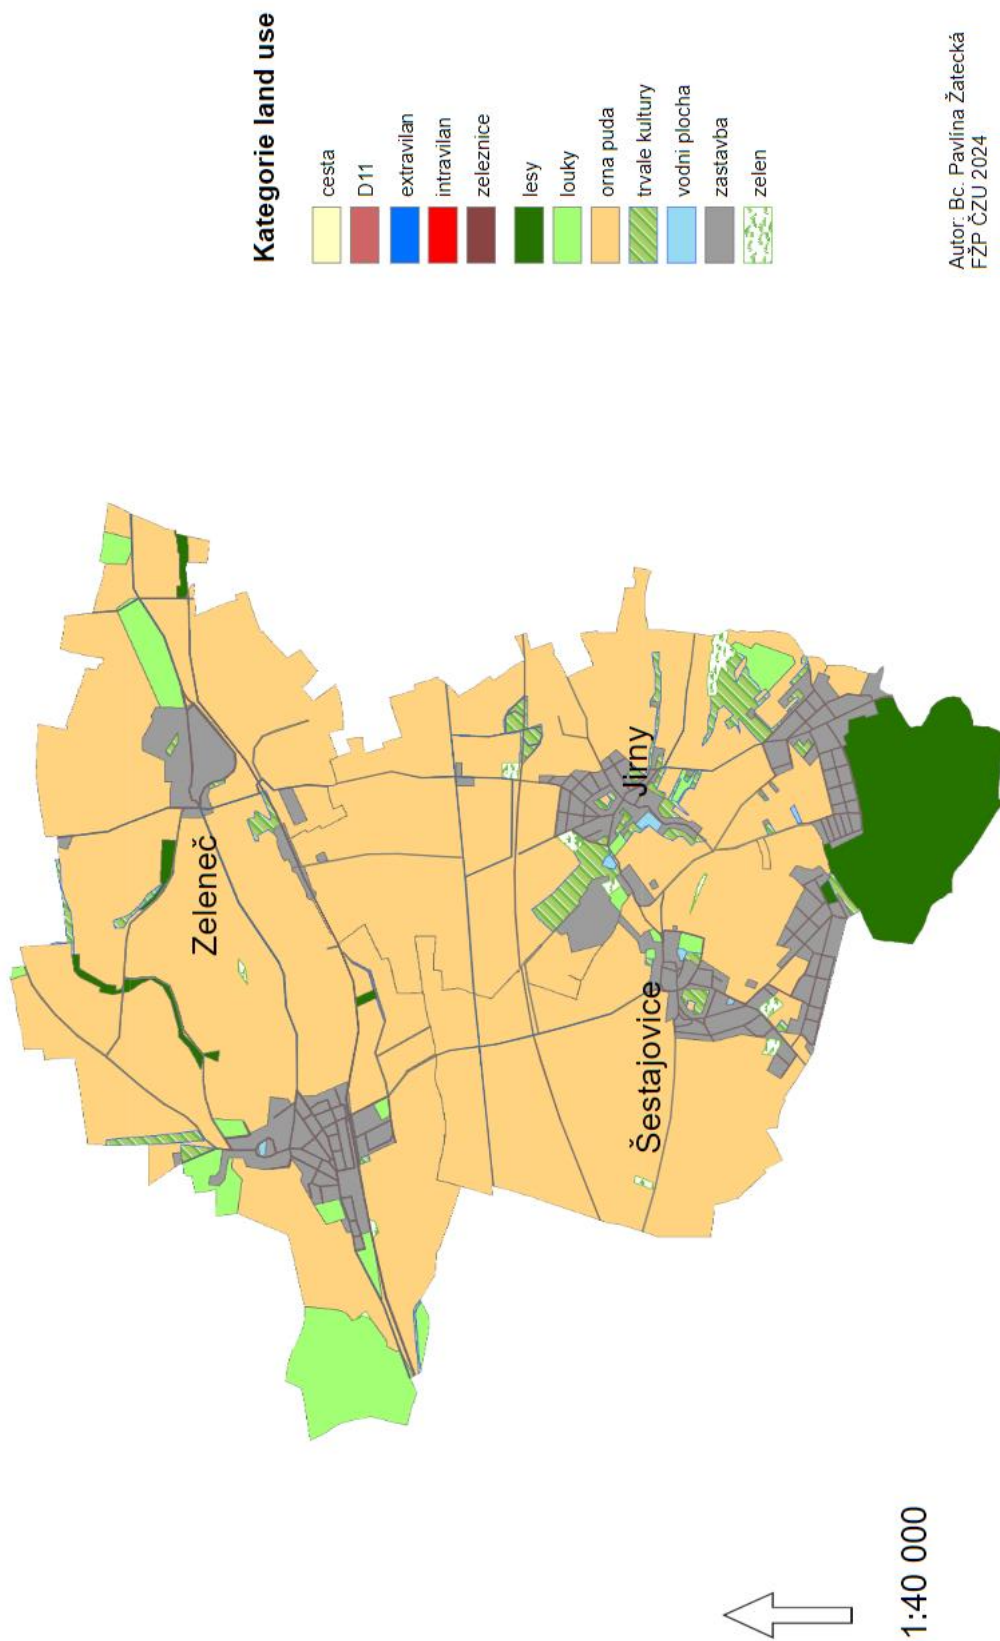 Kategorie land use
cesta
D11
extravilan
intravilan
zeleznice
lesy
louky
orna puda
trvale kultury
vodni plocha
zastavba
zelen
Zeleneč
Jirny
Šestajovice
1:40 000
Autor: Bc. Pavlína Žatecká
FŽP ČZU 2024